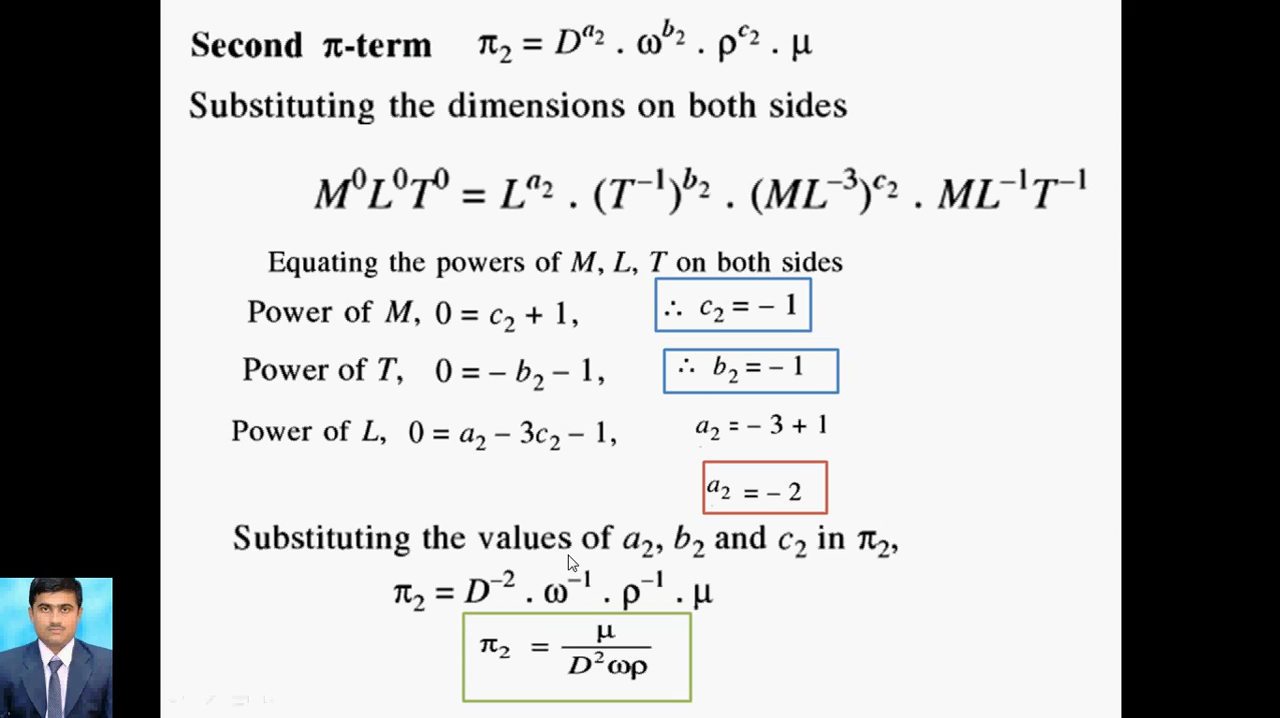 Second π-term π₂ = D^a₂ . ω^b₂ . ρ^c₂ . μ
Substituting the dimensions on both sides
M⁰L⁰T⁰ = L^a₂ . (T⁻¹)^b₂ . (ML⁻³)^c₂ . ML⁻¹T⁻¹
Equating the powers of M, L, T on both sides
Power of M, 0 = c₂ + 1, ∴ c₂ = – 1
Power of T, 0 = – b₂ – 1, ∴ b₂ = – 1
Power of L, 0 = a₂ – 3c₂ – 1, a₂ = – 3 + 1
a₂ = – 2
Substituting the values of a₂, b₂ and c₂ in π₂,
π₂ = D⁻² . ω⁻¹ . ρ⁻¹ . μ
π₂ = μ / D²ωρ